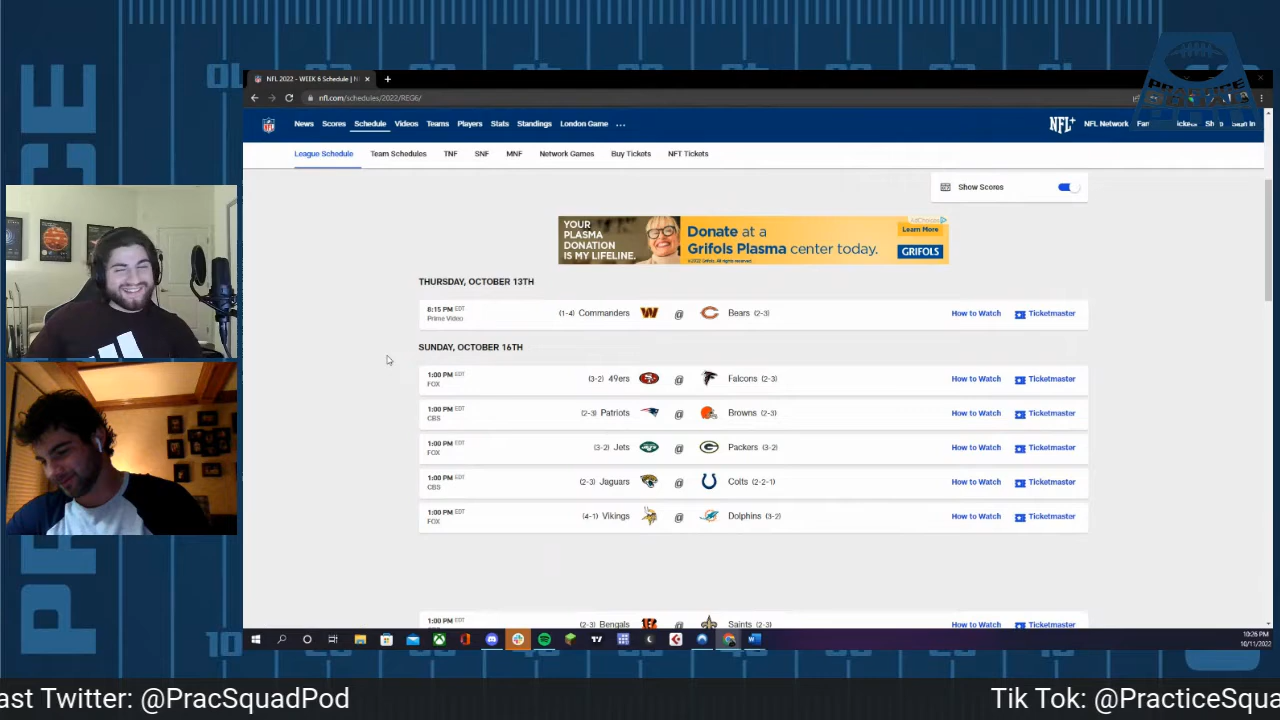 NFL 2022 - WEEK 6 Schedule | N
nfl.com/schedules/2022/REG6/
News Scores Schedule Videos Teams Players Stats Standings London Game ...
NFL+ NFL Network
League Schedule Team Schedules TNF SNF MNF Network Games Buy Tickets NFT Tickets
Show Scores
YOUR PLASMA DONATION IS MY LIFELINE.
Donate at a Grifols Plasma center today.
Learn More
GRIFOLS
THURSDAY, OCTOBER 13TH
8:15 PM EDT (1-4) Commanders @ Bears (2-3) How to Watch Ticketmaster
Prime Video
SUNDAY, OCTOBER 16TH
1:00 PM EDT (3-2) 49ers @ Falcons (2-3) How to Watch Ticketmaster
FOX
1:00 PM EDT (2-3) Patriots @ Browns (2-3) How to Watch Ticketmaster
CBS
1:00 PM EDT (3-2) Jets @ Packers (3-2) How to Watch Ticketmaster
FOX
1:00 PM EDT (2-3) Jaguars @ Colts (2-2-1) How to Watch Ticketmaster
CBS
1:00 PM EDT (4-1) Vikings @ Dolphins (3-2) How to Watch Ticketmaster
FOX
1:00 PM EDT (2-3) Bengals @ Saints (2-3) How to Watch Ticketmaster
10:26 PM
10/11/2022
ast Twitter: @PracSquadPod
Tik Tok: @PracticeSqua